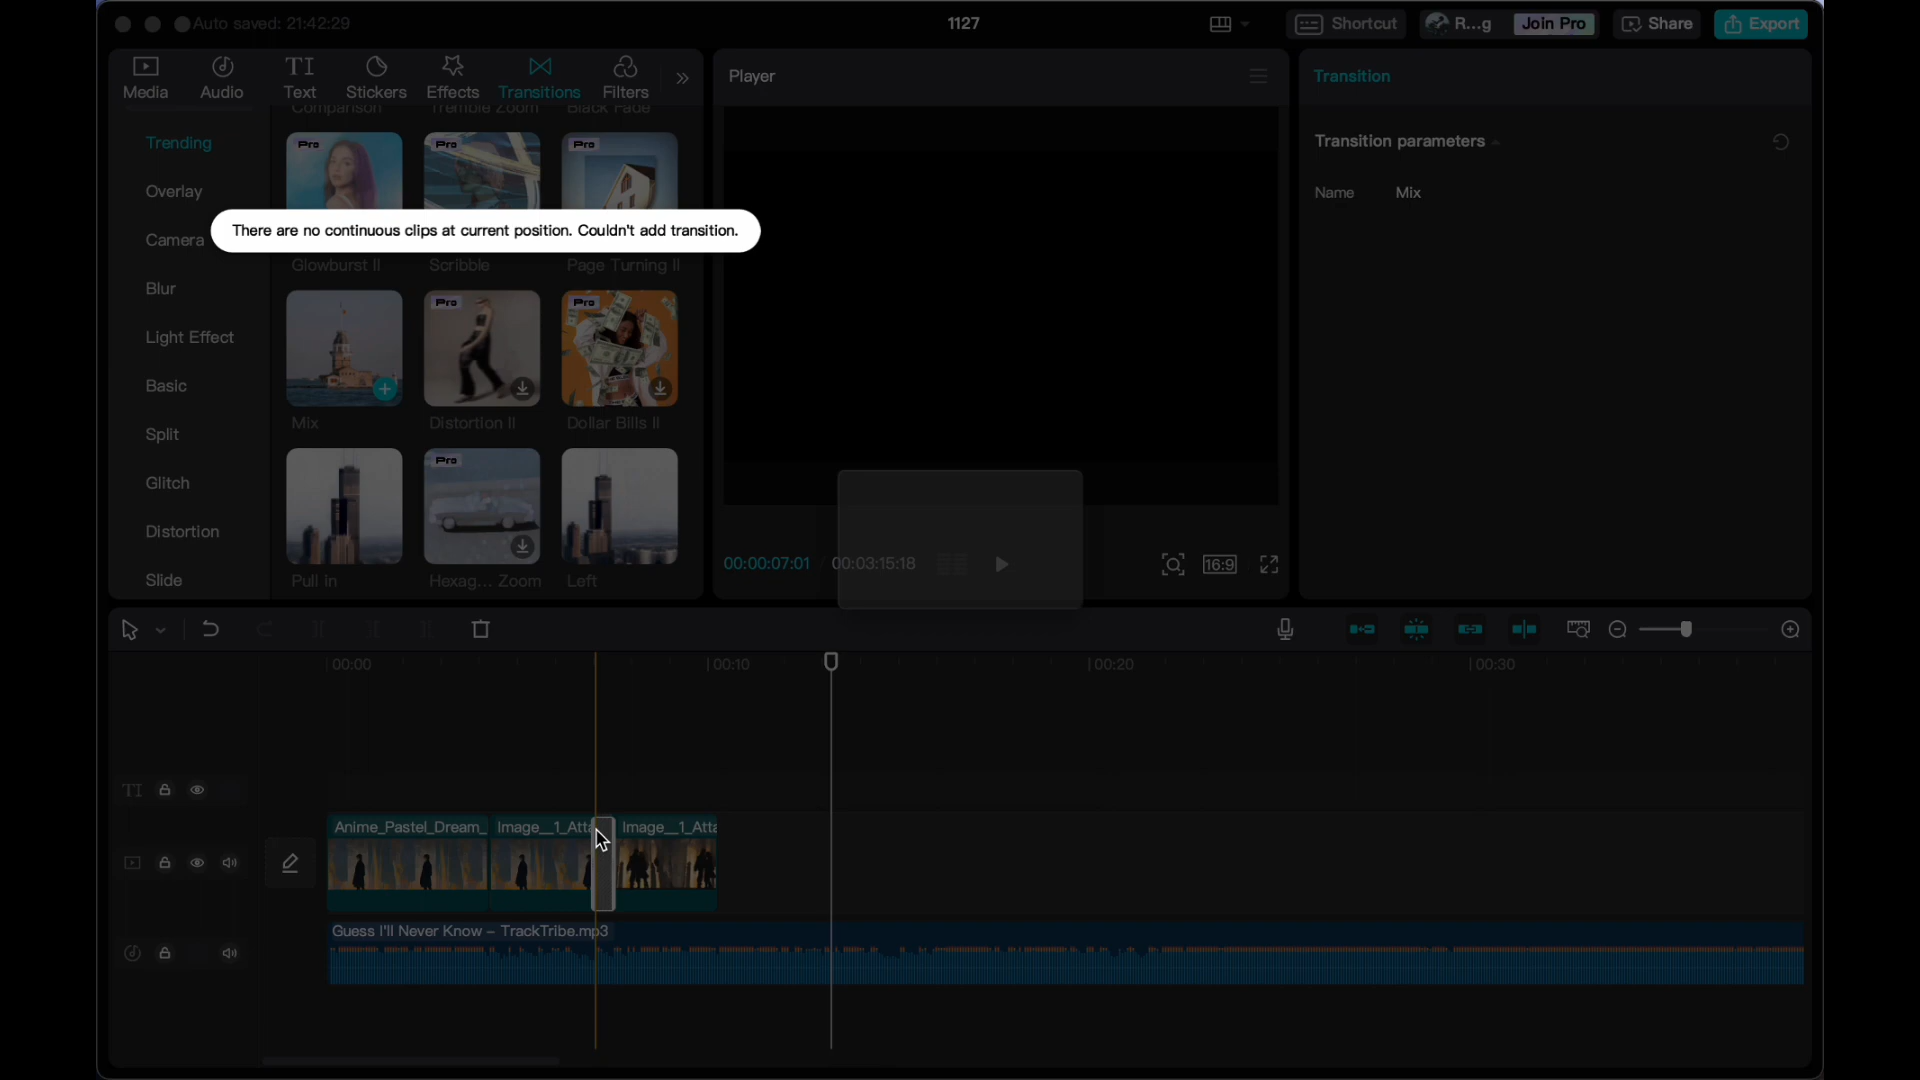 Auto saved: 21:42:29
1127
Shortcut
R...g
Join Pro
Share
Export
Media
Audio
Text
Stickers
Effects
Transitions
Filters
Player
Transition
Comparison
Tremble Zoom
Black Fade
Trending
Overlay
Camera
Blur
Light Effect
Basic
Split
Glitch
Distortion
Slide
Pro
Pro
Pro
There are no continuous clips at current position. Couldn't add transition.
Glowburst II
Scribble
Page Turning II
Pro
Pro
Mix
Distortion II
Dollar Bills II
Pro
Pull In
Hexag... Zoom
Left
Transition parameters
Name
Mix
00:00:07:01
00:03:15:18
16:9
00:00
00:10
00:20
00:30
TI
Anime_Pastel_Dream_
Image__1_Atta
Image__1_Atta
Guess I'll Never Know – TrackTribe.mp3